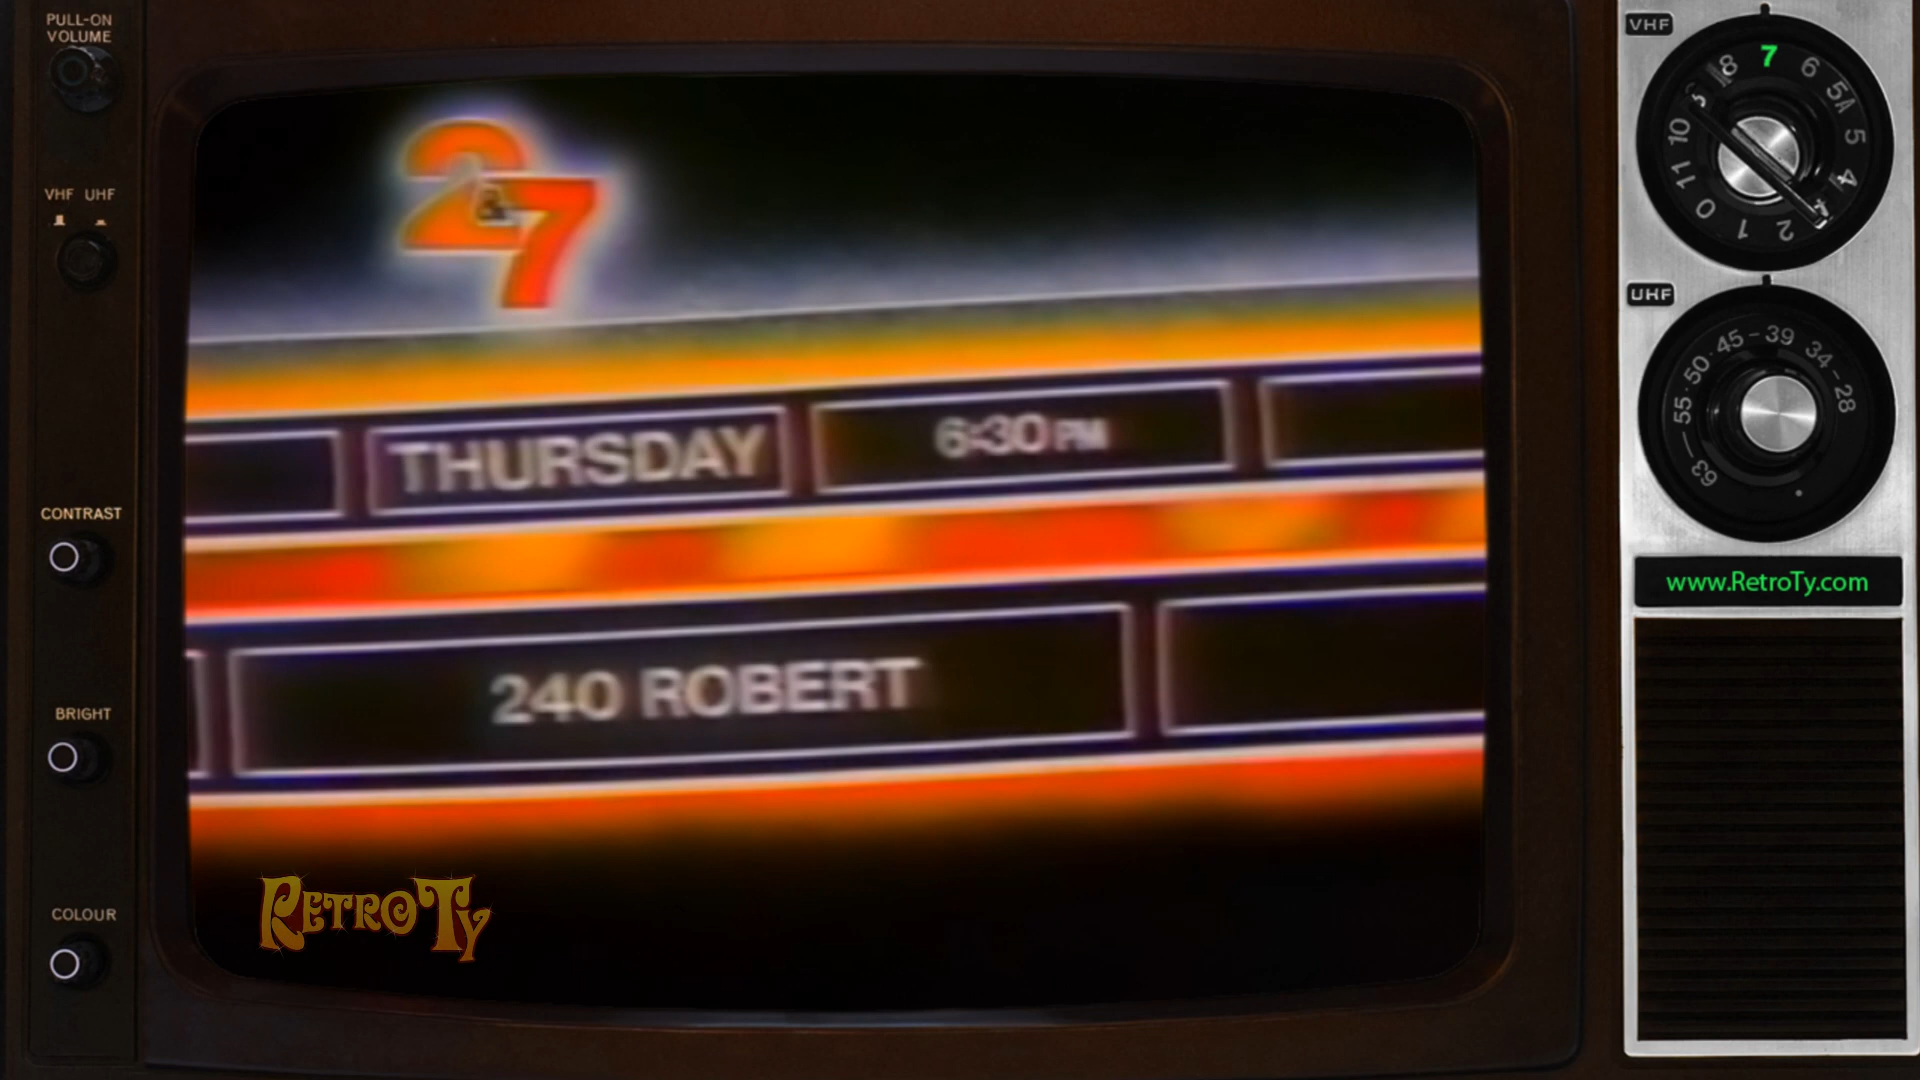 PULL-ON
VOLUME
VHF UHF
CONTRAST
BRIGHT
COLOUR
2 & 7
THURSDAY
6:30 PM
240 ROBERT
RETROTY
VHF
7 6 5A 5 4 2 1 0 11 10 8
UHF
63 — 55 · 50 · 45 – 39 34 – 28
www.RetroTy.com